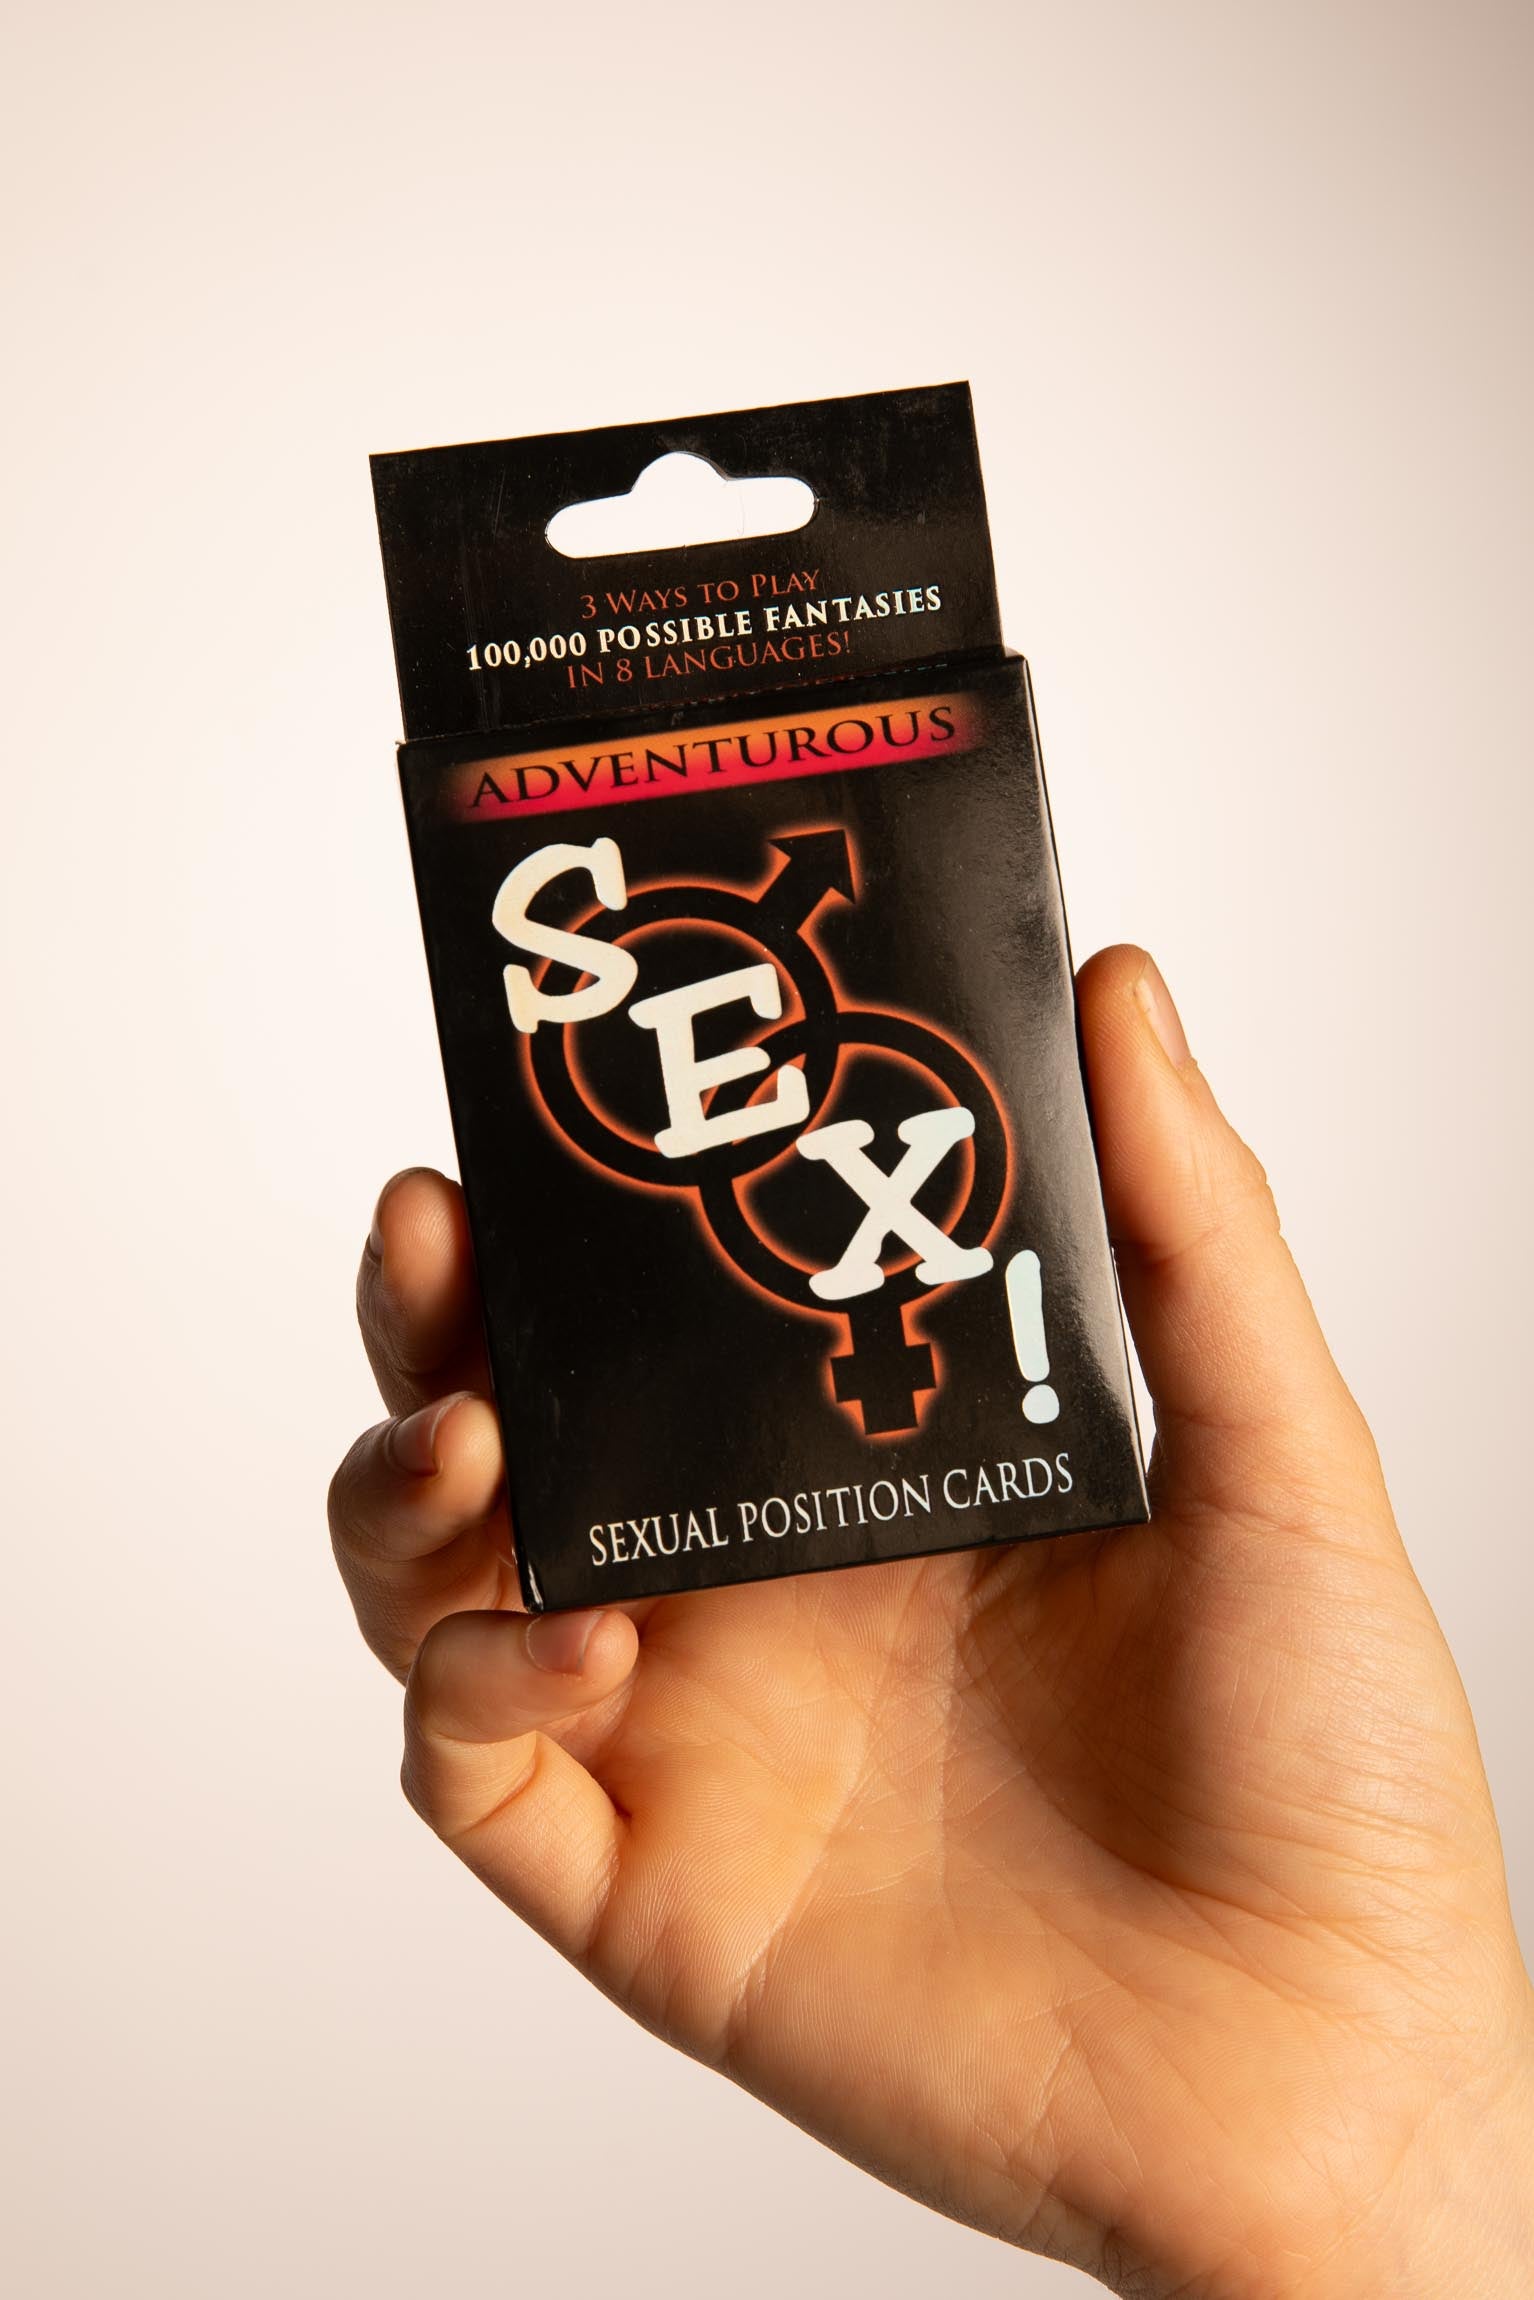 3 WAYS TO PLAY
100,000 POSSIBLE FANTASIES
IN 8 LANGUAGES!
ADVENTUROUS
SEX!
SEXUAL POSITION CARDS